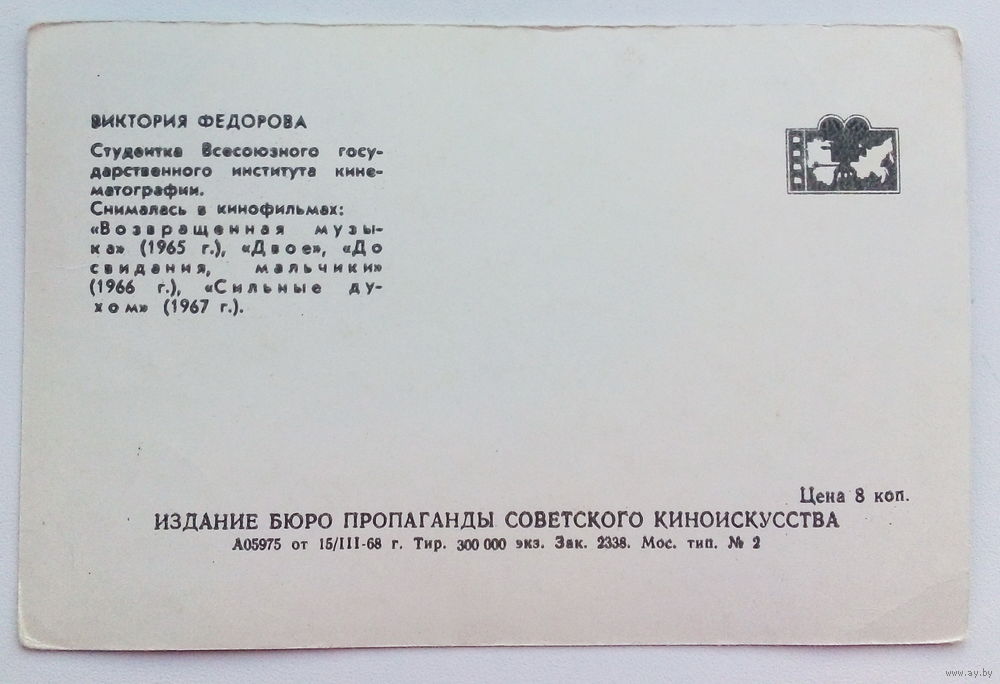 ВИКТОРИЯ ФЕДОРОВА
Студентка Всесоюзного госу-
дарственного института кине-
матографии.
Снималась в кинофильмах:
«Возвращенная музы-
ка» (1965 г.), «Двое», «До
свидания, мальчики»
(1966 г.), «Сильные ду-
хом» (1967 г.).
Цена 8 коп.
ИЗДАНИЕ БЮРО ПРОПАГАНДЫ СОВЕТСКОГО КИНОИСКУССТВА
А05975 от 15/III-68 г. Тир. 300 000 экз. Зак. 2338. Мос. тип. № 2
www.ay.by